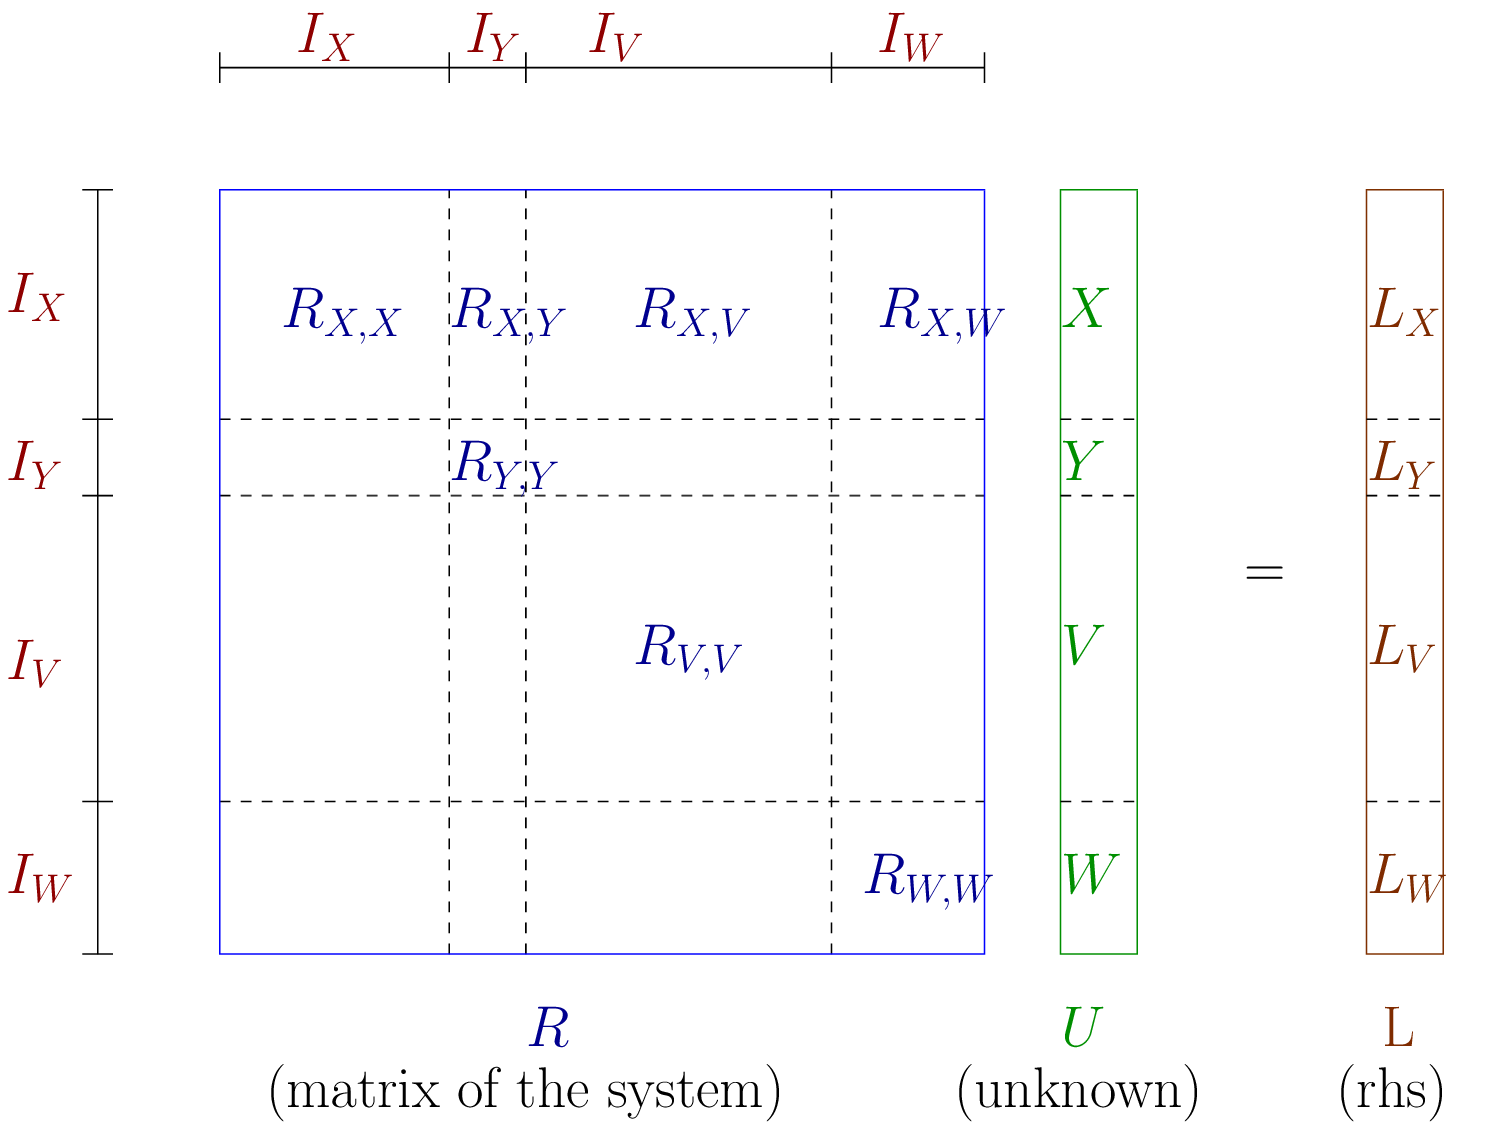 I_X I_Y I_V I_W
I_X R_{X,X} R_{X,Y} R_{X,V} R_{X,W} X L_X
I_Y R_{Y,Y} Y L_Y
=
I_V R_{V,V} V L_V
I_W R_{W,W} W L_W
R U L
(matrix of the system) (unknown) (rhs)